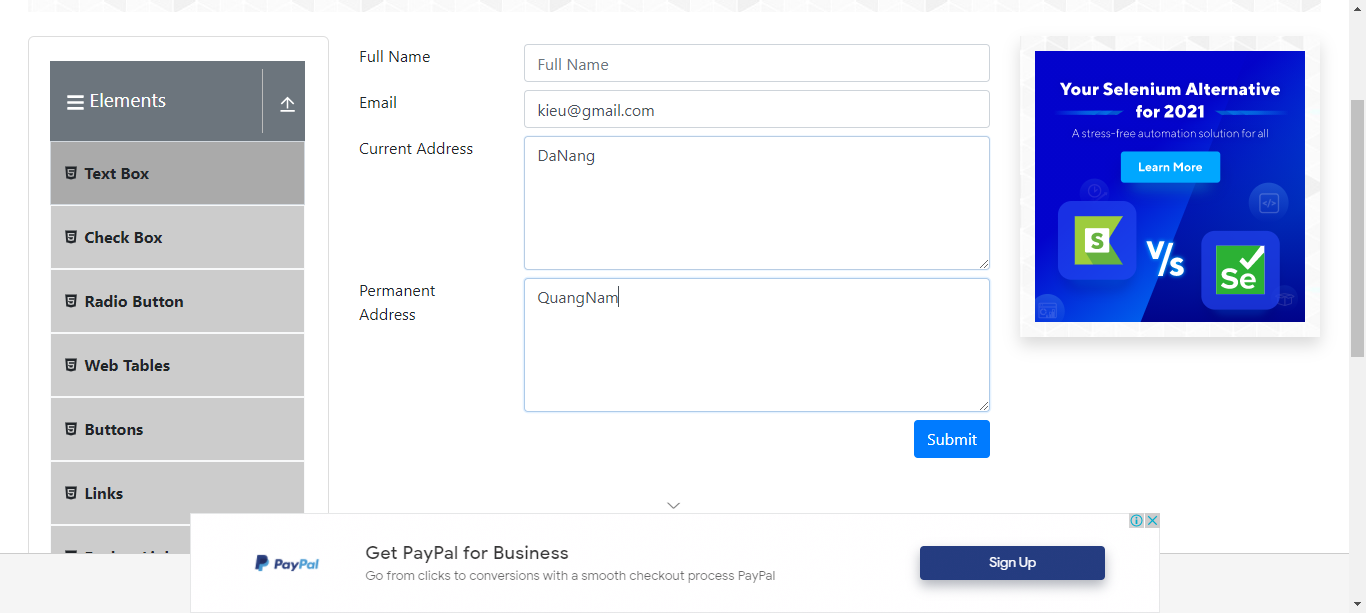 Elements
Text Box
Check Box
Radio Button
Web Tables
Buttons
Links
Full Name
Full Name
Email
kieu@gmail.com
Current Address
DaNang
Permanent
Address
QuangNam
Submit
Your Selenium Alternative
for 2021
A stress-free automation solution for all
Learn More
S
V/S
Se
PayPal
Get PayPal for Business
Go from clicks to conversions with a smooth checkout process PayPal
Sign Up